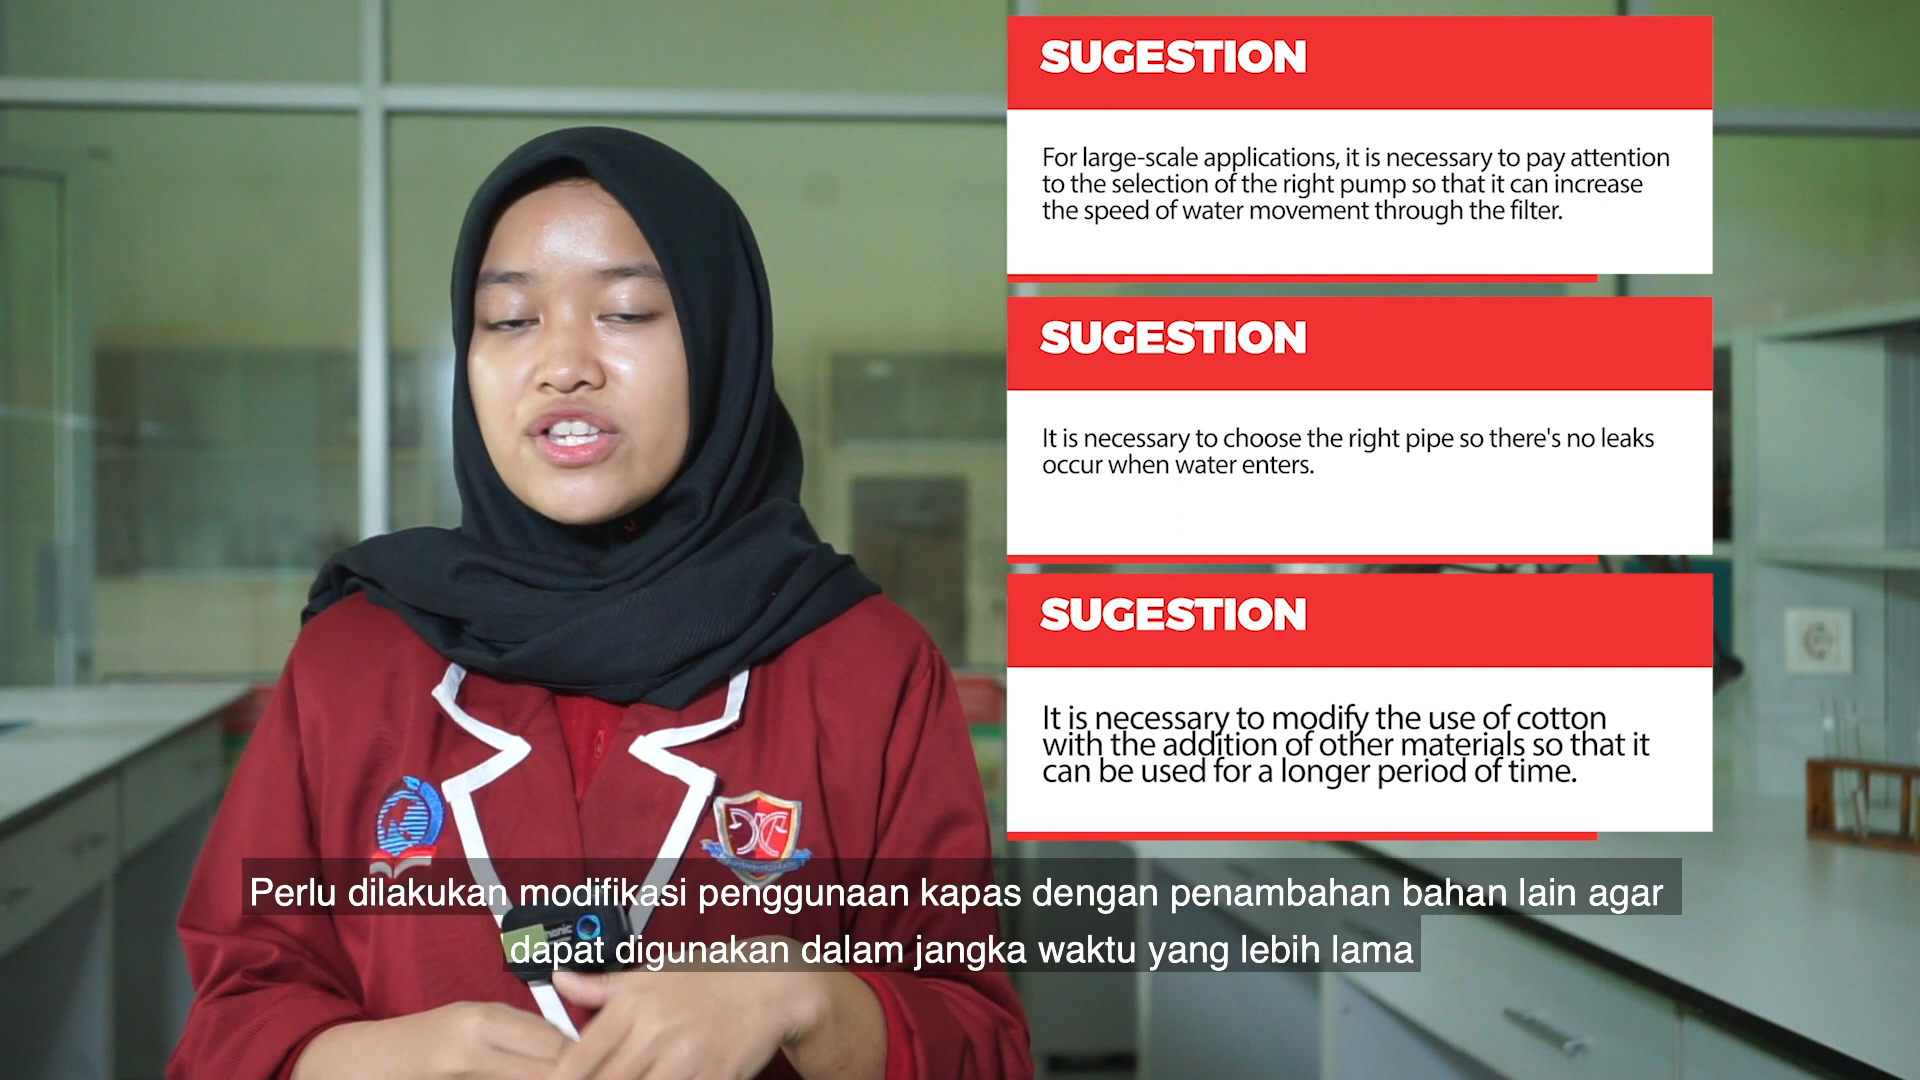 SUGESTION
For large-scale applications, it is necessary to pay attention
to the selection of the right pump so that it can increase
the speed of water movement through the filter.
SUGESTION
It is necessary to choose the right pipe so there's no leaks
occur when water enters.
SUGESTION
It is necessary to modify the use of cotton
with the addition of other materials so that it
can be used for a longer period of time.
Perlu dilakukan modifikasi penggunaan kapas dengan penambahan bahan lain agar
dapat digunakan dalam jangka waktu yang lebih lama